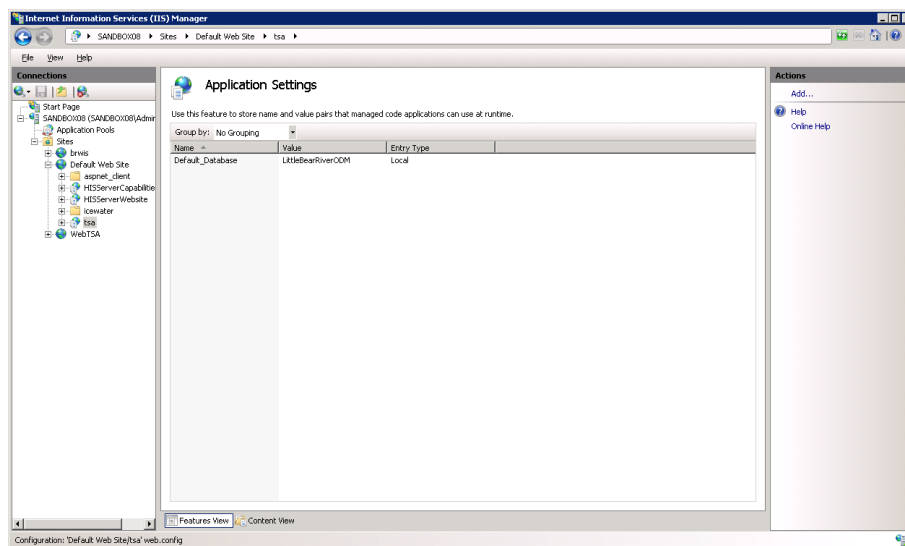 Internet Information Services (IIS) Manager
SANDBOX08 Sites Default Web Site tsa
File View Help
Connections
Start Page
SANDBOX08 (SANDBOX08\Admir
Application Pools
Sites
brwis
Default Web Site
aspnet_client
HISServerCapabilitie
HISServerWebsite
icewater
tsa
WebTSA
Application Settings
Use this feature to store name and value pairs that managed code applications can use at runtime.
Group by: No Grouping
Name Value Entry Type
Default_Database LittleBearRiverODM Local
Features View Content View
Actions
Add...
Help
Online Help
Configuration: 'Default Web Site/tsa' web.config